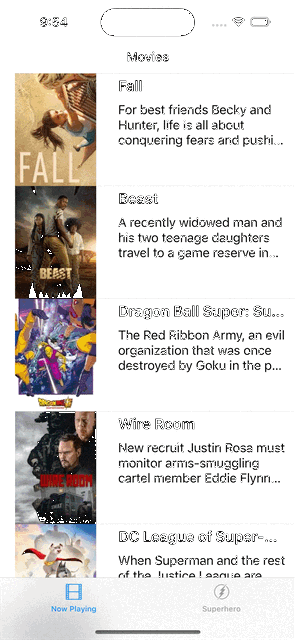 9:54
Movies
FALL
Fall
For best friends Becky and
Hunter, life is all about
conquering fears and pushi...
BEAST
Beast
A recently widowed man and
his two teenage daughters
travel to a game reserve in...
Dragon Ball Super: Su...
The Red Ribbon Army, an evil
organization that was once
destroyed by Goku in the p...
WIRE ROOM
Wire Room
New recruit Justin Rosa must
monitor arms-smuggling
cartel member Eddie Flynn...
DC League of Super-...
When Superman and the rest
of the Justice League are
Now Playing
Superhero